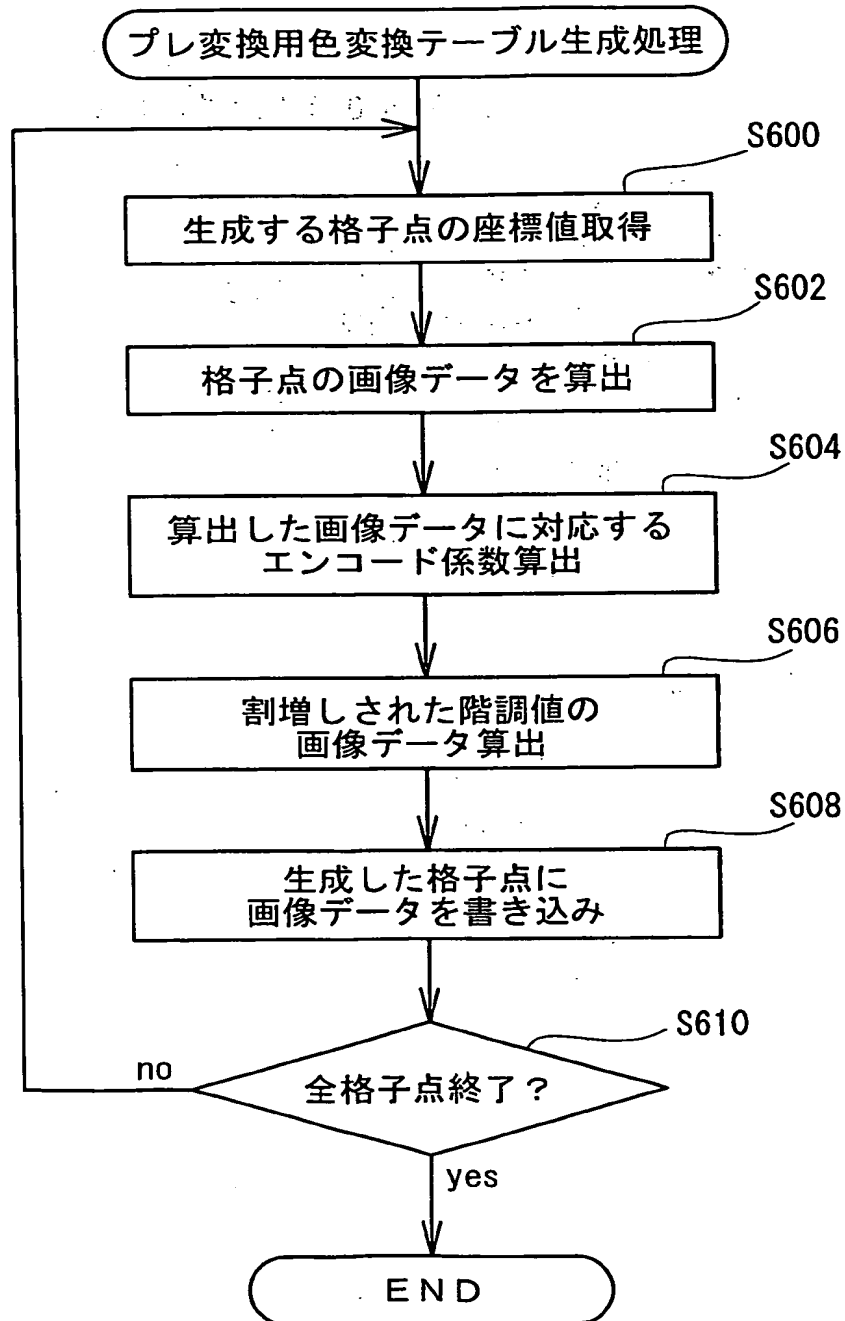 プレ変換用色変換テーブル生成処理
S600
生成する格子点の座標値取得
S602
格子点の画像データを算出
S604
算出した画像データに対応する
エンコード係数算出
S606
割増しされた階調値の
画像データ算出
S608
生成した格子点に
画像データを書き込み
S610
全格子点終了?
no
yes
END